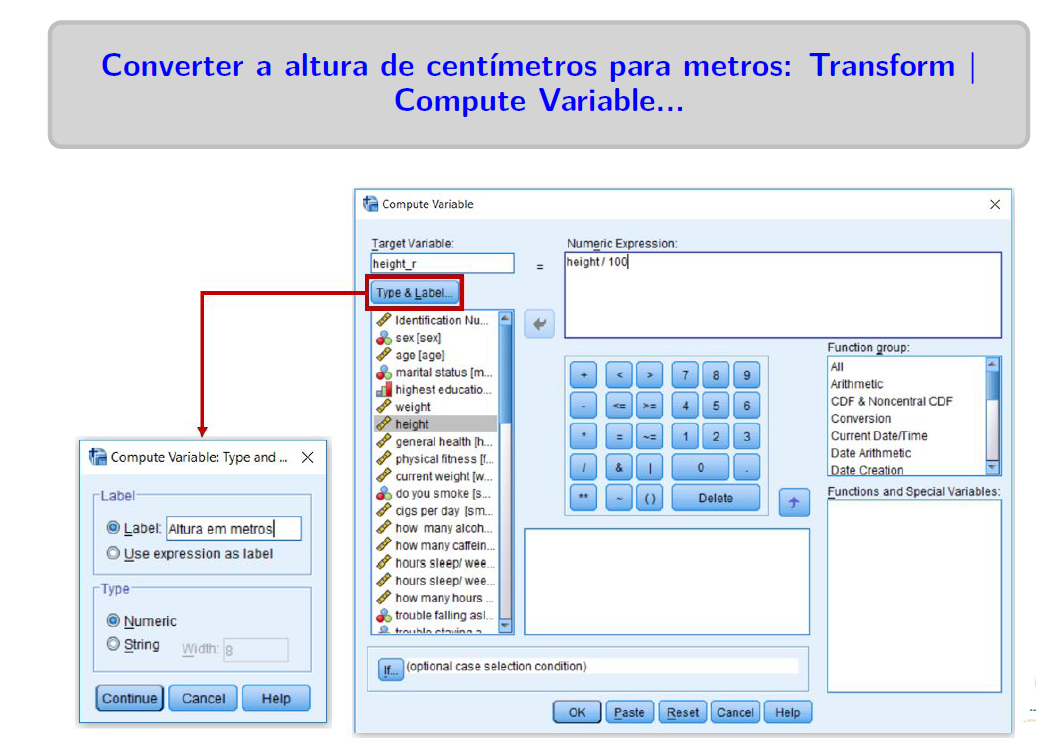 Converter a altura de centímetros para metros: Transform |
Compute Variable...
Compute Variable
Target Variable:
height_r
=
Numeric Expression:
height / 100
Type & Label...
Identification Nu...
sex [sex]
age [age]
marital status [m...
highest educatio...
weight
height
general health [h...
physical fitness [f...
current weight [w...
do you smoke [s...
cigs per day [sm...
how many alcoh...
how many caffein...
hours sleep/ wee...
hours sleep/ wee...
how many hours ...
trouble falling asl...
trouble staying a
+ < > 7 8 9
- <= >= 4 5 6
* = ~= 1 2 3
/ & | 0 .
** ~ () Delete
Function group:
All
Arithmetic
CDF & Noncentral CDF
Conversion
Current Date/Time
Date Arithmetic
Date Creation
Functions and Special Variables:
If... (optional case selection condition)
OK Paste Reset Cancel Help
Compute Variable: Type and ...
Label
Label: Altura em metros
Use expression as label
Type
Numeric
String Width: 8
Continue Cancel Help